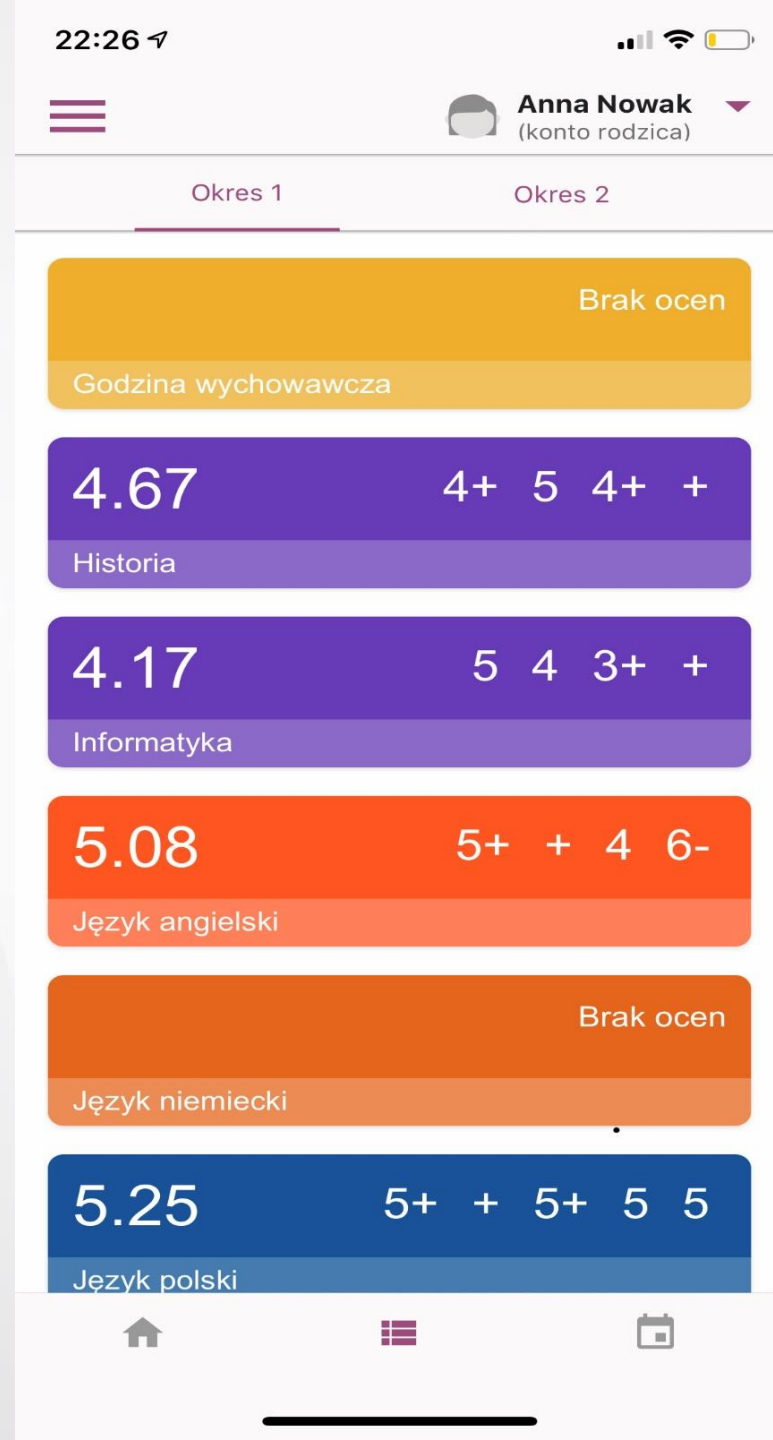 22:26
Anna Nowak
(konto rodzica)
Okres 1 Okres 2
Brak ocen
Godzina wychowawcza
4.67 4+ 5 4+ +
Historia
4.17 5 4 3+ +
Informatyka
5.08 5+ + 4 6-
Język angielski
Brak ocen
Język niemiecki
5.25 5+ + 5+ 5 5
Język polski